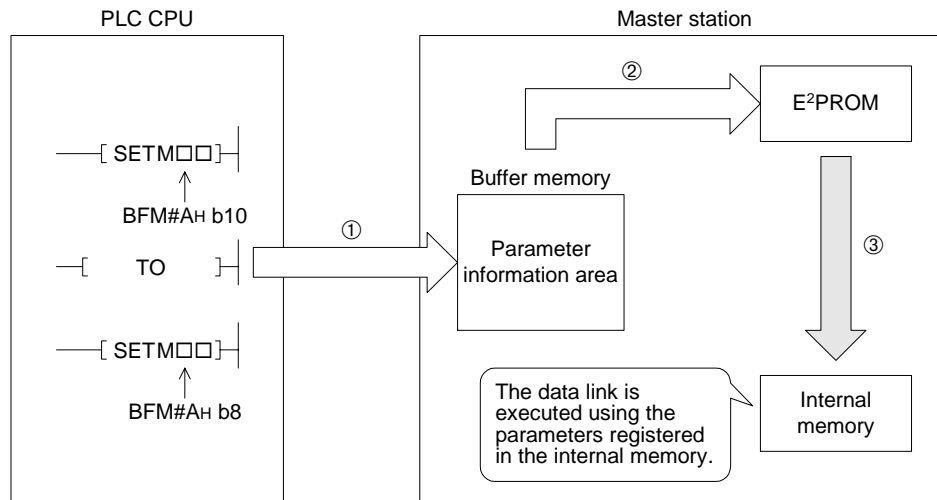 PLC CPU
Master station
②
E²PROM
[ SETM□□ ]
BFM#AH b10
Buffer memory
①
Parameter
information area
[ TO ]
③
[ SETM□□ ]
BFM#AH b8
The data link is
executed using the
parameters registered
in the internal memory.
Internal
memory